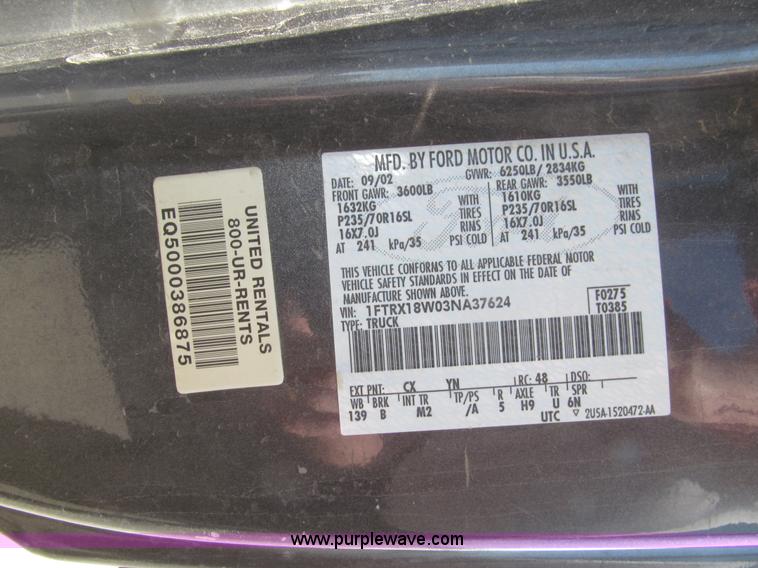 MFD. BY FORD MOTOR CO. IN U.S.A.
DATE: 09/02 GVWR: 6250LB/ 2834KG
FRONT GAWR: 3600LB REAR GAWR: 3550LB
1632KG WITH 1610KG WITH
P235/70R16SL TIRES P235/70R16SL TIRES
16X7.0J RINS 16X7.0J RINS
AT 241 kPa/35 PSI COLD AT 241 kPa/35 PSI COLD
THIS VEHICLE CONFORMS TO ALL APPLICABLE FEDERAL MOTOR
VEHICLE SAFETY STANDARDS IN EFFECT ON THE DATE OF
MANUFACTURE SHOWN ABOVE.
VIN: 1FTRX18W03NA37624 F0275
TYPE: TRUCK T0385
EXT PNT: CX YN RC: 48 DSO:
WB BRK INT TR TP/PS R AXLE TR SPR
139 B M2 /A 5 H9 U 6N
UTC ▽ 2U5A-1520472-AA
UNITED RENTALS
800-UR-RENTS
EQ5000386875
www.purplewave.com